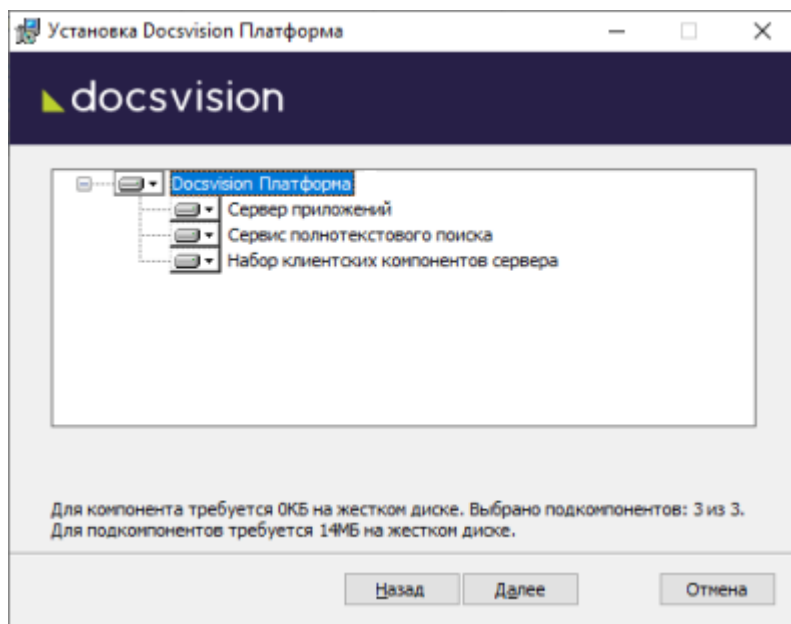 Установка Docsvision Платформа
docsvision
Docsvision Платформа
Сервер приложений
Сервис полнотекстового поиска
Набор клиентских компонентов сервера
Для компонента требуется 0КБ на жестком диске. Выбрано подкомпонентов: 3 из 3.
Для подкомпонентов требуется 14МБ на жестком диске.
Назад Далее Отмена